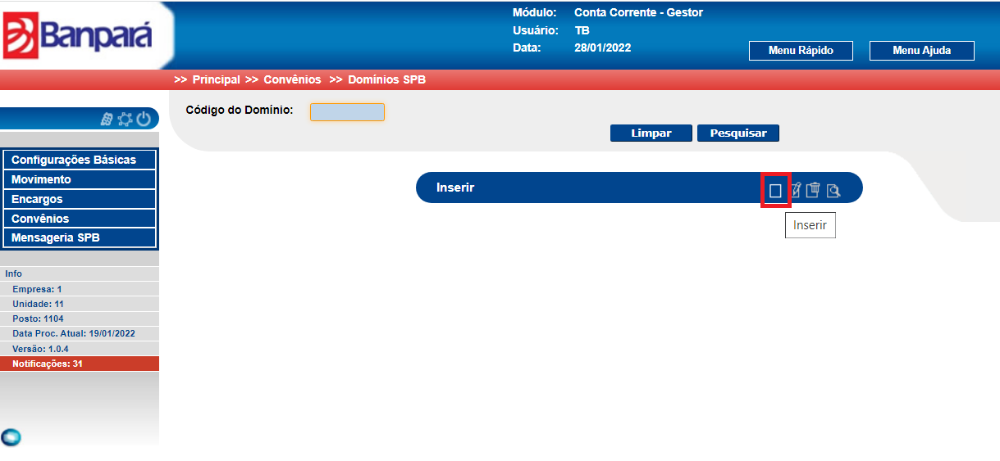 Banpará
Módulo: Conta Corrente - Gestor
Usuário: TB
Data: 28/01/2022
Menu Rápido
Menu Ajuda
>> Principal >> Convênios >> Domínios SPB
Código do Domínio:
Limpar
Pesquisar
Configurações Básicas
Movimento
Encargos
Convênios
Mensageria SPB
Inserir
Inserir
Info
Empresa: 1
Unidade: 11
Posto: 1104
Data Proc. Atual: 19/01/2022
Versão: 1.0.4
Notificações: 31